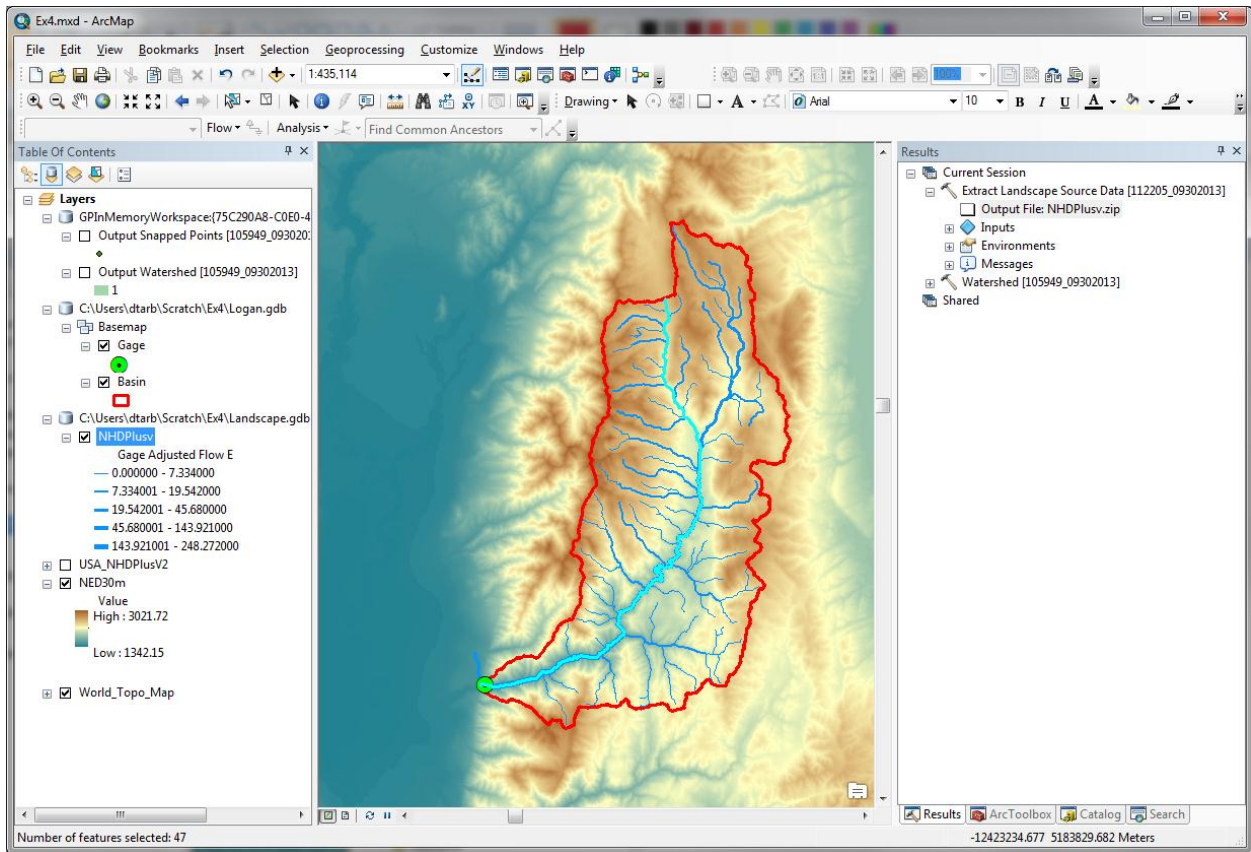 Ex4.mxd - ArcMap
File Edit View Bookmarks Insert Selection Geoprocessing Customize Windows Help
1:435,114
100%
Drawing
Arial
10
B I U A
Flow
Analysis
Find Common Ancestors
Table Of Contents
Layers
GPInMemoryWorkspace:{75C290A8-C0E0-4
Output Snapped Points [105949_093020:
Output Watershed [105949_09302013]
1
C:\Users\dtarb\Scratch\Ex4\Logan.gdb
Basemap
Gage
Basin
C:\Users\dtarb\Scratch\Ex4\Landscape.gdb
NHDPlusv
Gage Adjusted Flow E
0.000000 - 7.334000
7.334001 - 19.542000
19.542001 - 45.680000
45.680001 - 143.921000
143.921001 - 248.272000
USA_NHDPlusV2
NED30m
Value
High : 3021.72
Low : 1342.15
World_Topo_Map
Results
Current Session
Extract Landscape Source Data [112205_09302013]
Output File: NHDPlusv.zip
Inputs
Environments
Messages
Watershed [105949_09302013]
Shared
Results ArcToolbox Catalog Search
Number of features selected: 47
-12423234.677 5183829.682 Meters